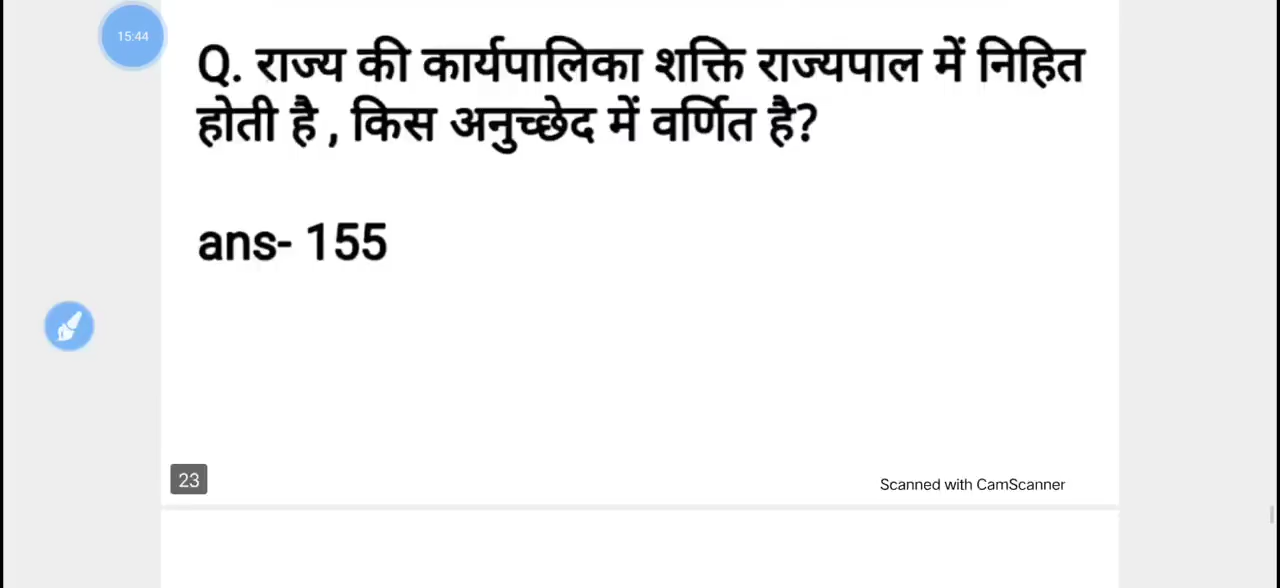 15:44
Q. राज्य की कार्यपालिका शक्ति राज्यपाल में निहित
होती है , किस अनुच्छेद में वर्णित है?
ans- 155
23
Scanned with CamScanner